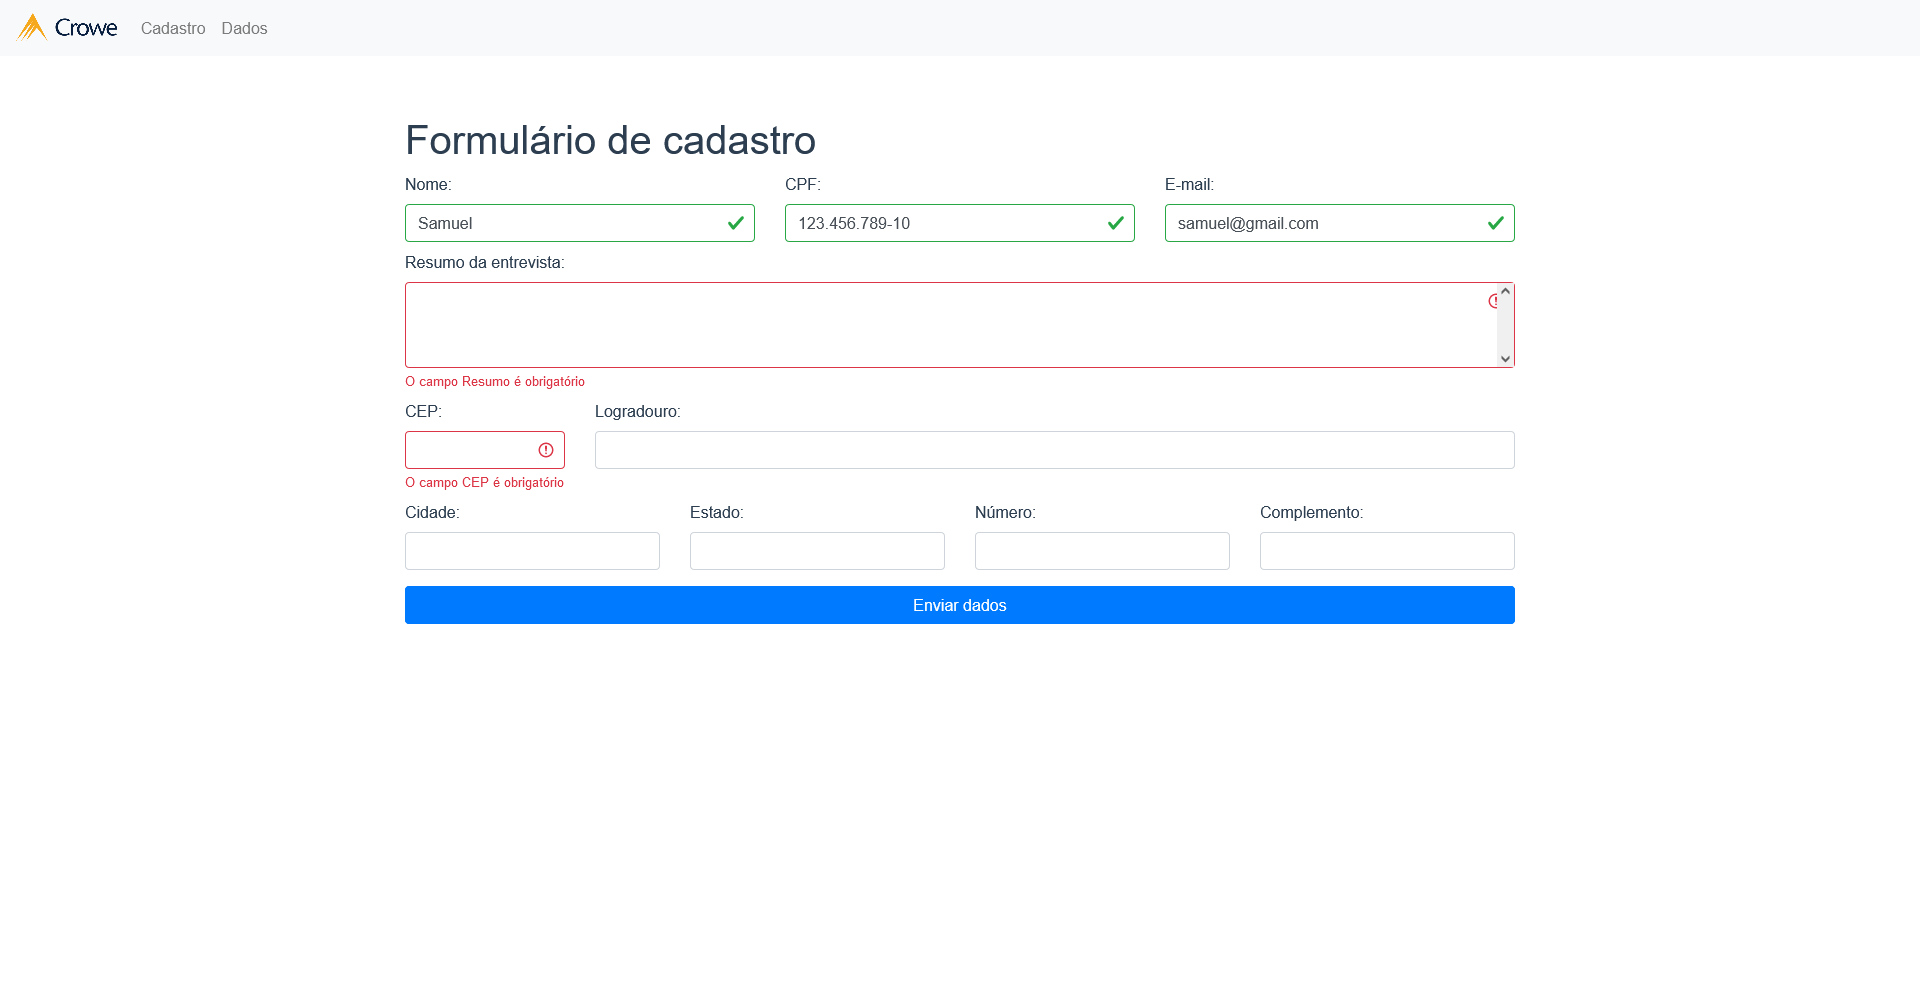 Crowe Cadastro Dados
Formulário de cadastro
Nome: CPF: E-mail:
Samuel 123.456.789-10 samuel@gmail.com
Resumo da entrevista:
O campo Resumo é obrigatório
CEP: Logradouro:
O campo CEP é obrigatório
Cidade: Estado: Número: Complemento:
Enviar dados